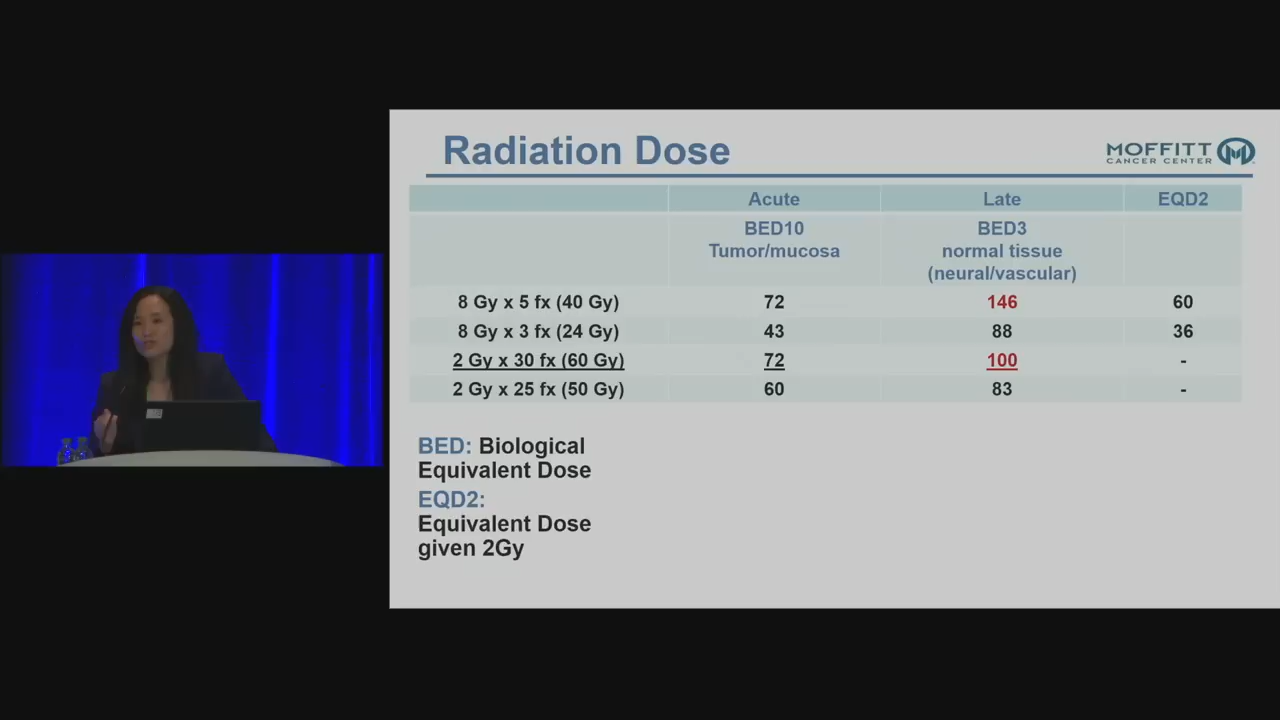 Radiation Dose
MOFFITT
CANCER CENTER
Acute Late EQD2
BED10
Tumor/mucosa
BED3
normal tissue
(neural/vascular)
8 Gy x 5 fx (40 Gy) 72 146 60
8 Gy x 3 fx (24 Gy) 43 88 36
2 Gy x 30 fx (60 Gy) 72 100 -
2 Gy x 25 fx (50 Gy) 60 83 -
BED: Biological
Equivalent Dose
EQD2:
Equivalent Dose
given 2Gy